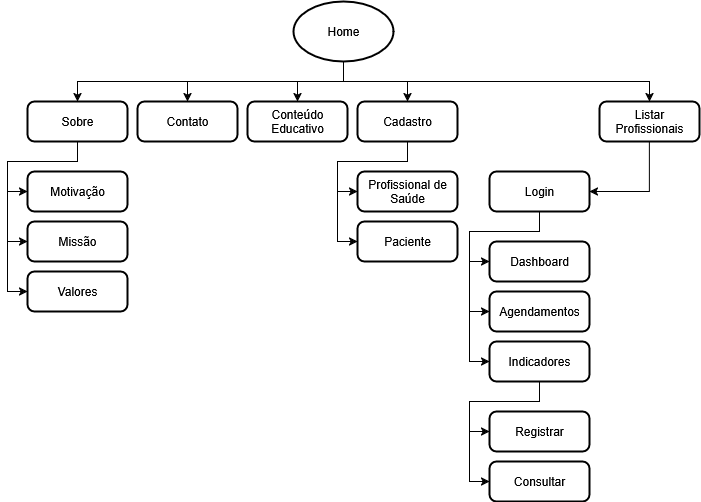 Home
Sobre
Contato
Conteúdo
Educativo
Cadastro
Listar
Profissionais
Motivação
Missão
Valores
Profissional de
Saúde
Paciente
Login
Dashboard
Agendamentos
Indicadores
Registrar
Consultar